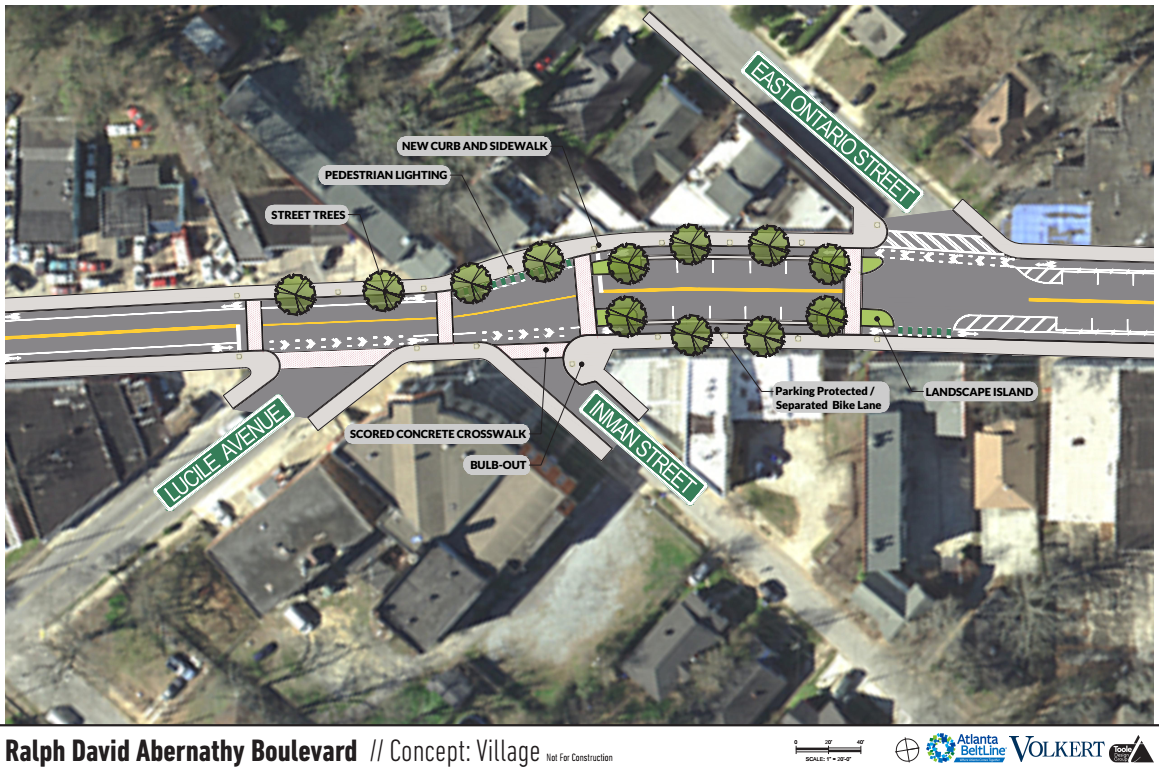 EAST ONTARIO STREET
NEW CURB AND SIDEWALK
PEDESTRIAN LIGHTING
STREET TREES
Parking Protected /
Separated Bike Lane
LANDSCAPE ISLAND
SCORED CONCRETE CROSSWALK
BULB-OUT
LUCILE AVENUE
INMAN STREET
Ralph David Abernathy Boulevard // Concept: Village Not For Construction
0 20' 40'
SCALE: 1" = 20'-0"
Atlanta
BeltLine
VOLKERT
Toole
Design
Group